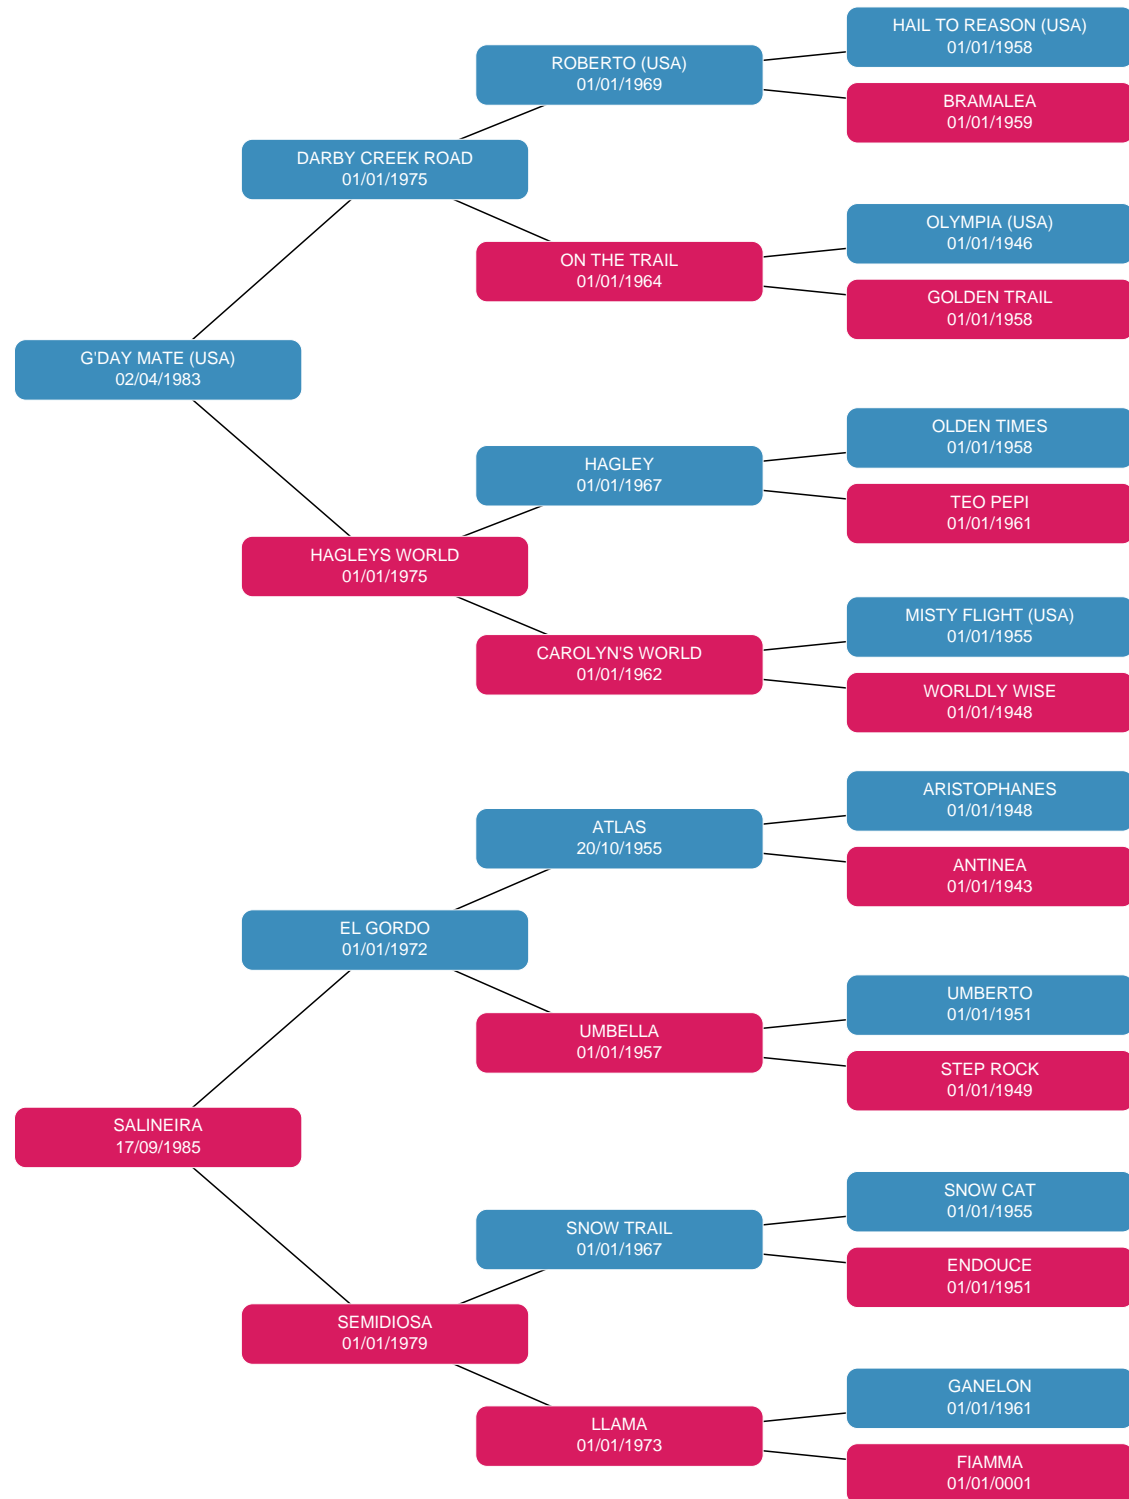 HAIL TO REASON (USA)
01/01/1958
ROBERTO (USA)
01/01/1969
BRAMALEA
01/01/1959
DARBY CREEK ROAD
01/01/1975
OLYMPIA (USA)
01/01/1946
ON THE TRAIL
01/01/1964
GOLDEN TRAIL
01/01/1958
G'DAY MATE (USA)
02/04/1983
OLDEN TIMES
01/01/1958
HAGLEY
01/01/1967
TEO PEPI
01/01/1961
HAGLEYS WORLD
01/01/1975
MISTY FLIGHT (USA)
01/01/1955
CAROLYN'S WORLD
01/01/1962
WORLDLY WISE
01/01/1948
ARISTOPHANES
01/01/1948
ATLAS
20/10/1955
ANTINEA
01/01/1943
EL GORDO
01/01/1972
UMBERTO
01/01/1951
UMBELLA
01/01/1957
STEP ROCK
01/01/1949
SALINEIRA
17/09/1985
SNOW CAT
01/01/1955
SNOW TRAIL
01/01/1967
ENDOUCE
01/01/1951
SEMIDIOSA
01/01/1979
GANELON
01/01/1961
LLAMA
01/01/1973
FIAMMA
01/01/0001